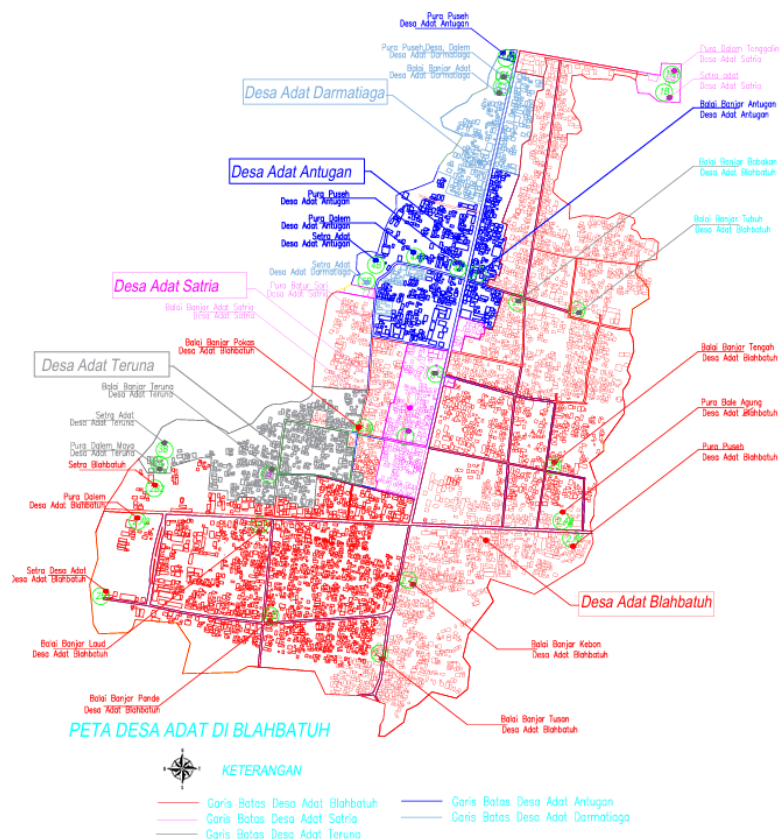 Pura Puseh
Desa Adat Antugan
Pura Puseh,Desa, Dalem
Desa Adat Darmatiaga
Balai Banjar Adat
Desa Adat Darmatiaga
Pura Dalem Tenggalin
Desa Adat Satria
Setra adat
Desa Adat Satria
Desa Adat Darmatiaga
Balai Banjar Antugan
Desa Adat Antugan
Desa Adat Antugan
Balai Banjar Babakan
Desa Adat Blahbatuh
Pura Puseh
Desa Adat Antugan
Pura Dalem
Desa Adat Antugan
Setra Adat
Desa Adat Antugan
Balai Banjar Tubuh
Desa Adat Blahbatuh
Setra Adat
Desa Adat Darmatiaga
Desa Adat Satria
Pura Batur Sari
Desa Adat Satria
Balai Banjar Adat Satria
Desa Adat Satria
Balai Banjar Pokas
Desa Adat Blahbatuh
Balai Banjar Tengah
Desa Adat Blahbatuh
Desa Adat Teruna
Balai Banjar Teruna
Desa Adat Teruna
Pura Bale Agung
Desa Adat Blahbatuh
Setra Adat
Desa Adat Teruna
Pura Dalem Maya
Desa Adat Teruna
Setra Blahbatuh
Pura Puseh
Desa Adat Blahbatuh
Pura Dalem
Desa Adat Blahbatuh
Setra Desa Adat
Desa Adat Blahbatuh
Desa Adat Blahbatuh
Balai Banjar Laud
Desa Adat Blahbatuh
Balai Banjar Kebon
Desa Adat Blahbatuh
Balai Banjar Pande
Desa Adat Blahbatuh
Balai Banjar Tusan
Desa Adat Blahbatuh
PETA DESA ADAT DI BLAHBATUH
KETERANGAN
Garis Batas Desa Adat Blahbatuh
Garis Batas Desa Adat Satria
Garis Batas Desa Adat Teruna
Garis Batas Desa Adat Antugan
Garis Batas Desa Adat Darmatiaga